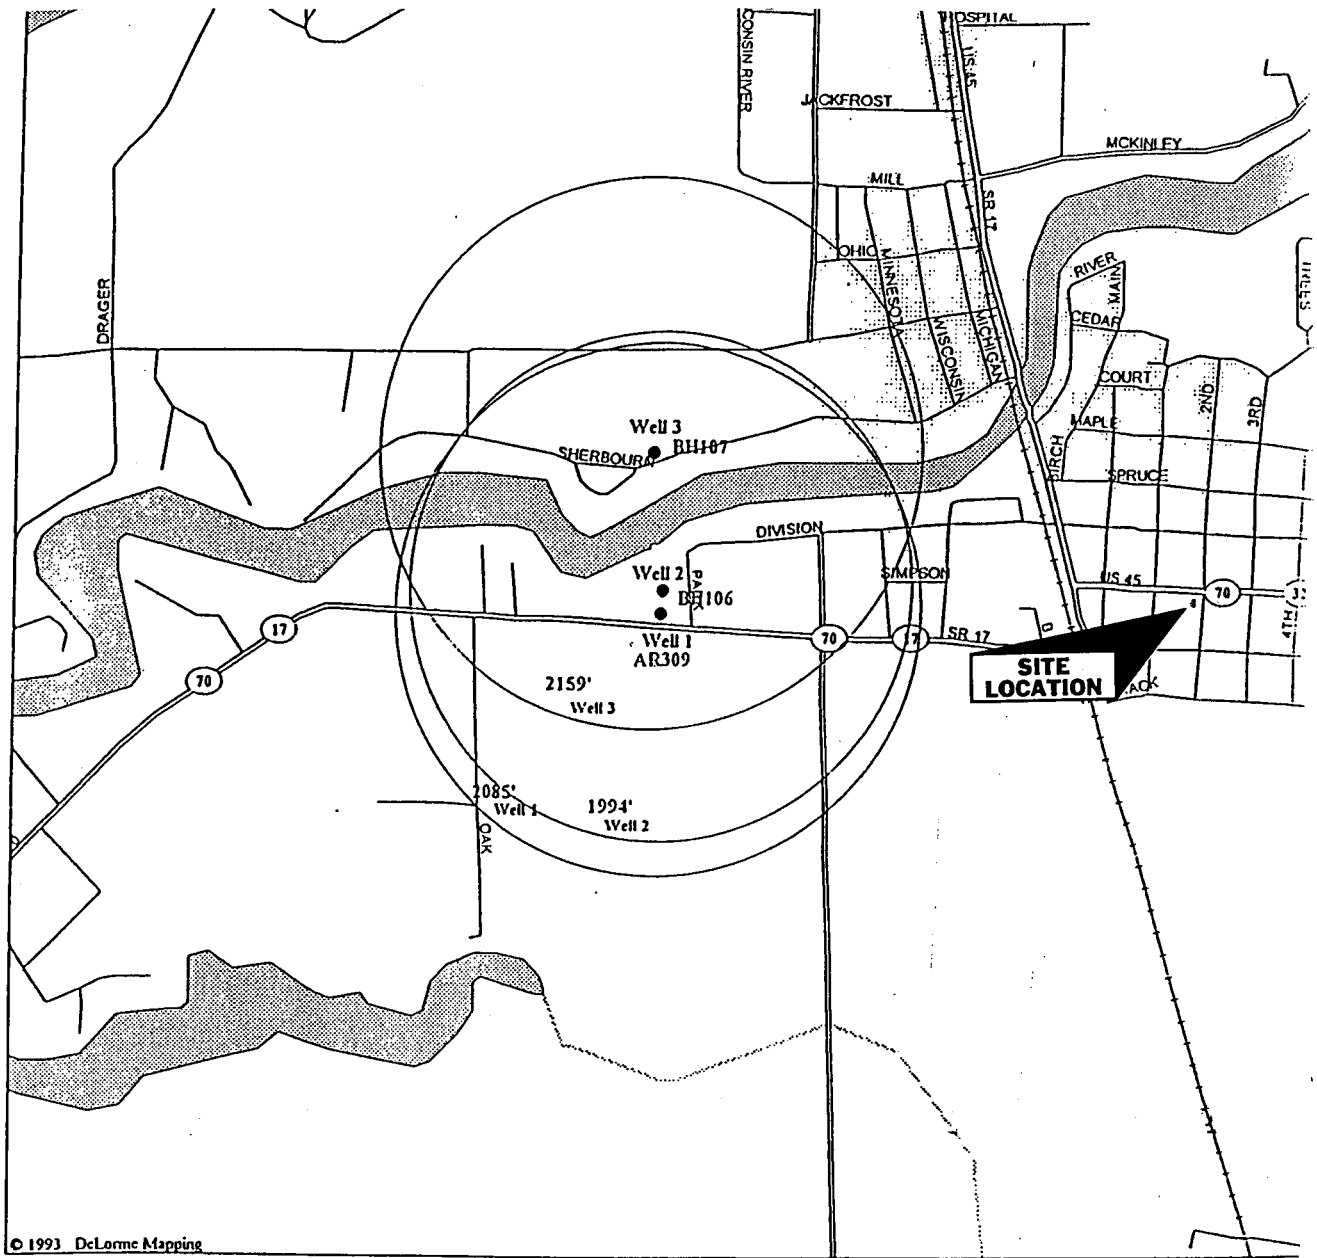 CONSIN RIVER
OSPITAL
US 45
JACKFROST
MCKINLEY
MILL
SR 17
OHIO
MINNESOTA
WISCONSIN
MICHIGAN
RIVER
MAIN
CEDAR
COURT
2ND
3RD
MAPLE
BIRCH
SPRUCE
DRAGER
Well 3
BH107
SHERBOURN
DIVISION
SIMPSON
PARK
Well 2
BH106
Well 1
AR309
US 45
70
4TH
17
70
70
17
SR 17
SITE
LOCATION
2159'
Well 3
2085'
Well 1
1994'
Well 2
OAK
© 1993 DeLorme Mapping